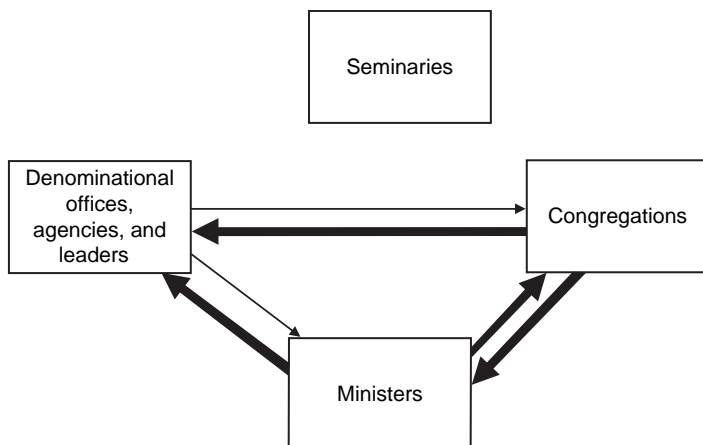 Seminaries
Denominational
offices,
agencies, and
leaders
Congregations
Ministers